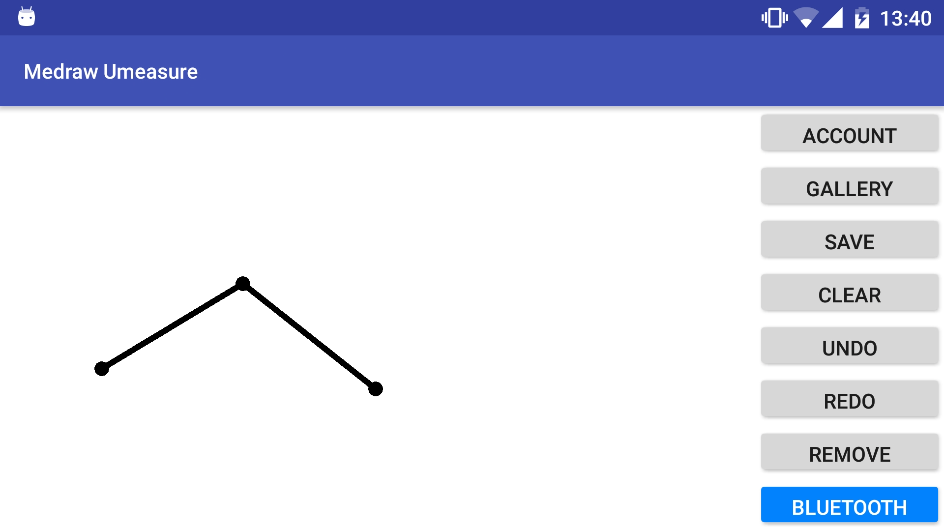 13:40
Medraw Umeasure
ACCOUNT
GALLERY
SAVE
CLEAR
UNDO
REDO
REMOVE
BLUETOOTH